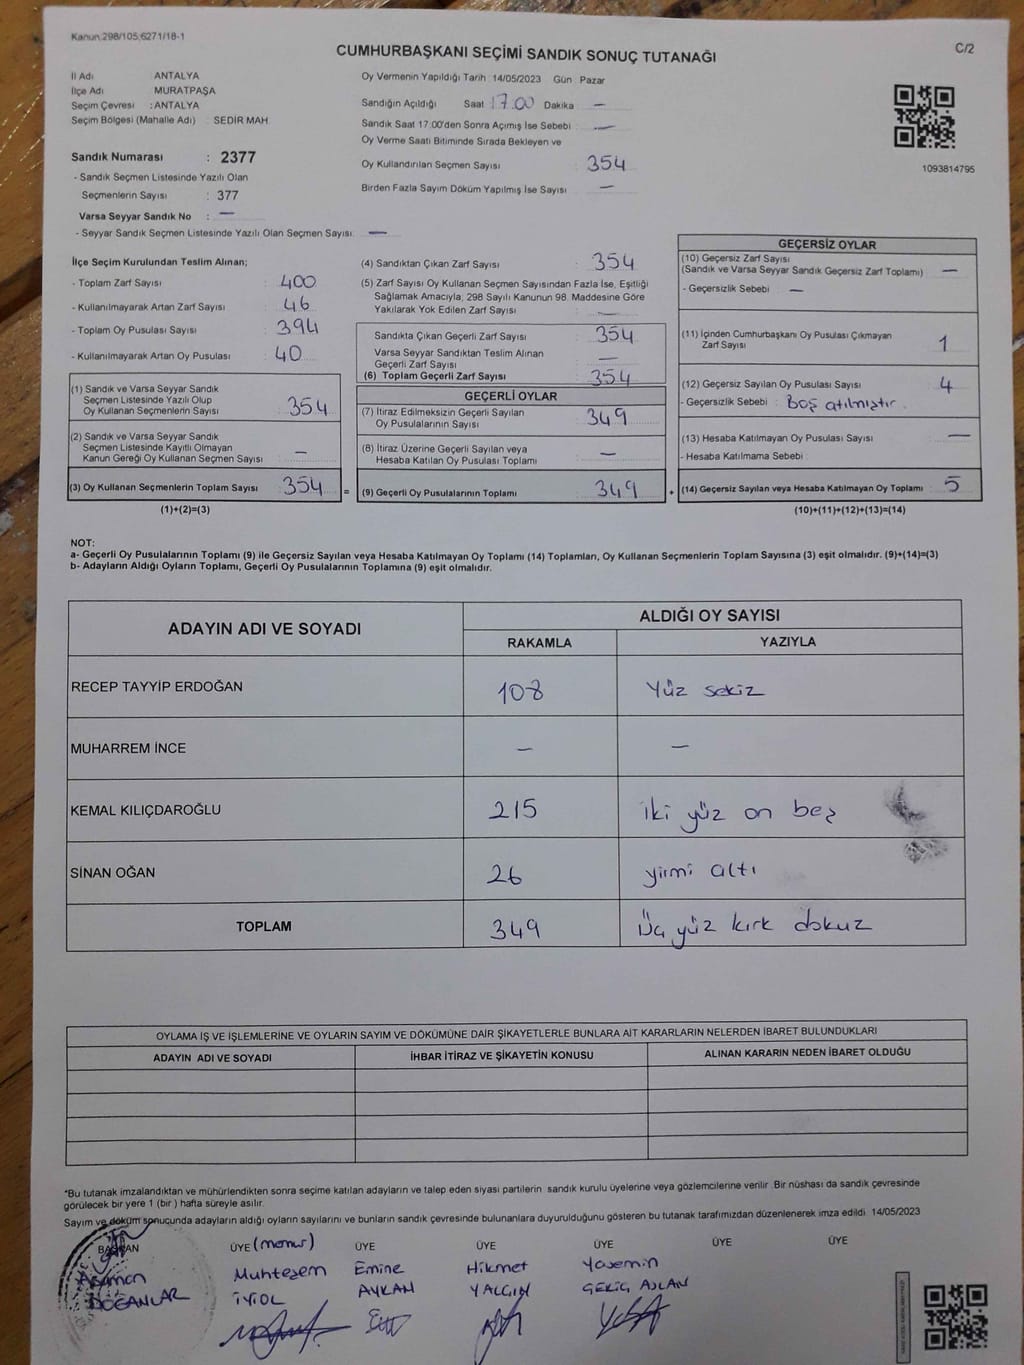 Kanun:298/105;6271/18-1
C/2
CUMHURBAŞKANI SEÇİMİ SANDIK SONUÇ TUTANAĞI
İl Adı : ANTALYA
İlçe Adı MURATPAŞA
Seçim Çevresi : ANTALYA
Seçim Bölgesi (Mahalle Adı) : SEDİR MAH.
Sandık Numarası : 2377
- Sandık Seçmen Listesinde Yazılı Olan
Seçmenlerin Sayısı : 377
Varsa Seyyar Sandık No : —
- Seyyar Sandık Seçmen Listesinde Yazılı Olan Seçmen Sayısı: —
Oy Vermenin Yapıldığı Tarih : 14/05/2023 Gün Pazar
Sandığın Açıldığı Saat 17.00 Dakika —
Sandık Saat 17:00'den Sonra Açımış İse Sebebi : —
Oy Verme Saati Bitiminde Sırada Bekleyen ve
Oy Kullandırılan Seçmen Sayısı : 354
Birden Fazla Sayım Döküm Yapılmış İse Sayısı : —
1093814795
İlçe Seçim Kurulundan Teslim Alınan;
- Toplam Zarf Sayısı : 400
- Kullanılmayarak Artan Zarf Sayısı : 46
- Toplam Oy Pusulası Sayısı : 394
- Kullanılmayarak Artan Oy Pusulası : 40
(1) Sandık ve Varsa Seyyar Sandık
Seçmen Listesinde Yazılı Olup
Oy Kullanan Seçmenlerin Sayısı : 354
(2) Sandık ve Varsa Seyyar Sandık
Seçmen Listesinde Kayıtlı Olmayan
Kanun Gereği Oy Kullanan Seçmen Sayısı : —
(3) Oy Kullanan Seçmenlerin Toplam Sayısı : 354
(1)+(2)=(3)
=
(4) Sandıktan Çıkan Zarf Sayısı : 354
(5) Zarf Sayısı Oy Kullanan Seçmen Sayısından Fazla İse, Eşitliği
Sağlamak Amacıyla, 298 Sayılı Kanunun 98. Maddesine Göre
Yakılarak Yok Edilen Zarf Sayısı : —
Sandıkta Çıkan Geçerli Zarf Sayısı : 354
Varsa Seyyar Sandıktan Teslim Alınan
Geçerli Zarf Sayısı : —
(6) Toplam Geçerli Zarf Sayısı : 354
GEÇERLİ OYLAR
(7) İtiraz Edilmeksizin Geçerli Sayılan
Oy Pusulalarının Sayısı : 349
(8) İtiraz Üzerine Geçerli Sayılan veya
Hesaba Katılan Oy Pusulası Toplamı : —
(9) Geçerli Oy Pusulalarının Toplamı : 349
+
GEÇERSİZ OYLAR
(10) Geçersiz Zarf Sayısı
(Sandık ve Varsa Seyyar Sandık Geçersiz Zarf Toplamı) : —
- Geçersizlik Sebebi : —
(11) İçinden Cumhurbaşkanı Oy Pusulası Çıkmayan
Zarf Sayısı : 1
(12) Geçersiz Sayılan Oy Pusulası Sayısı : 4
- Geçersizlik Sebebi : Boş atılmıştır.
(13) Hesaba Katılmayan Oy Pusulası Sayısı : —
- Hesaba Katılmama Sebebi :
(14) Geçersiz Sayılan veya Hesaba Katılmayan Oy Toplamı : 5
(10)+(11)+(12)+(13)=(14)
NOT:
a- Geçerli Oy Pusulalarının Toplamı (9) ile Geçersiz Sayılan veya Hesaba Katılmayan Oy Toplamı (14) Toplamları, Oy Kullanan Seçmenlerin Toplam Sayısına (3) eşit olmalıdır. (9)+(14)=(3)
b- Adayların Aldığı Oyların Toplamı, Geçerli Oy Pusulalarının Toplamına (9) eşit olmalıdır.
ADAYIN ADI VE SOYADI ALDIĞI OY SAYISI
RAKAMLA YAZIYLA
RECEP TAYYİP ERDOĞAN 108 Yüz sekiz
MUHARREM İNCE — —
KEMAL KILIÇDAROĞLU 215 iki yüz on beş
SİNAN OĞAN 26 yirmi altı
TOPLAM 349 Üç yüz kırk dokuz
OYLAMA İŞ VE İŞLEMLERİNE VE OYLARIN SAYIM VE DÖKÜMÜNE DAİR ŞİKAYETLERLE BUNLARA AİT KARARLARIN NELERDEN İBARET BULUNDUKLARI
ADAYIN ADI VE SOYADI İHBAR İTİRAZ VE ŞİKAYETİN KONUSU ALINAN KARARIN NEDEN İBARET OLDUĞU
*Bu tutanak imzalandıktan ve mühürlendikten sonra seçime katılan adayların ve talep eden siyasi partilerin sandık kurulu üyelerine veya gözlemcilerine verilir. Bir nüshası da sandık çevresinde
görülecek bir yere 1 (bir ) hafta süreyle asılır.
Sayım ve döküm sonuçunda adayların aldığı oyların sayılarını ve bunların sandık çevresinde bulunanlara duyurulduğunu gösteren bu tutanak tarafımızdan düzenlenerek imza edildi. 14/05/2023
BAŞKAN ÜYE (memur) ÜYE ÜYE ÜYE ÜYE ÜYE
Muhteşem Emine Hikmet Yasemin
DOĞANLAR İYİOL AYKAN YALGIN